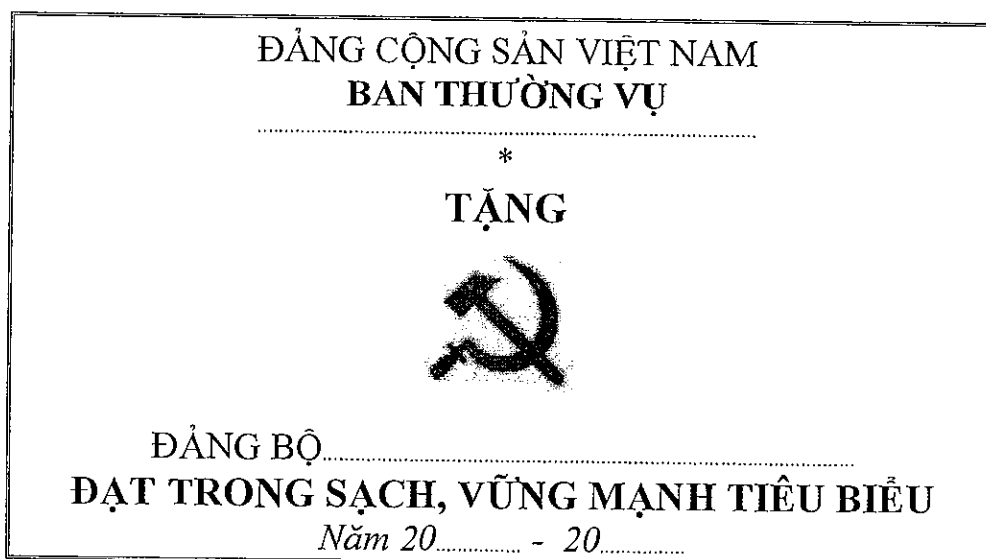 ĐẢNG CỘNG SẢN VIỆT NAM
BAN THƯỜNG VỤ
........................................
*
TẶNG
ĐẢNG BỘ........................................
ĐẠT TRONG SẠCH, VỮNG MẠNH TIÊU BIỂU
Năm 20............ - 20............